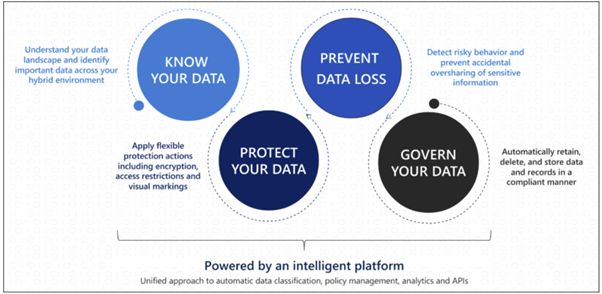 Understand your data
landscape and identify
important data across your
hybrid environment
KNOW
YOUR DATA
Apply flexible
protection actions
including encryption,
access restrictions and
visual markings
PROTECT
YOUR DATA
PREVENT
DATA LOSS
Detect risky behavior and
prevent accidental
oversharing of sensitive
information
GOVERN
YOUR DATA
Automatically retain,
delete, and store data
and records in a
compliant manner
Powered by an intelligent platform
Unified approach to automatic data classification, policy management, analytics and APIs